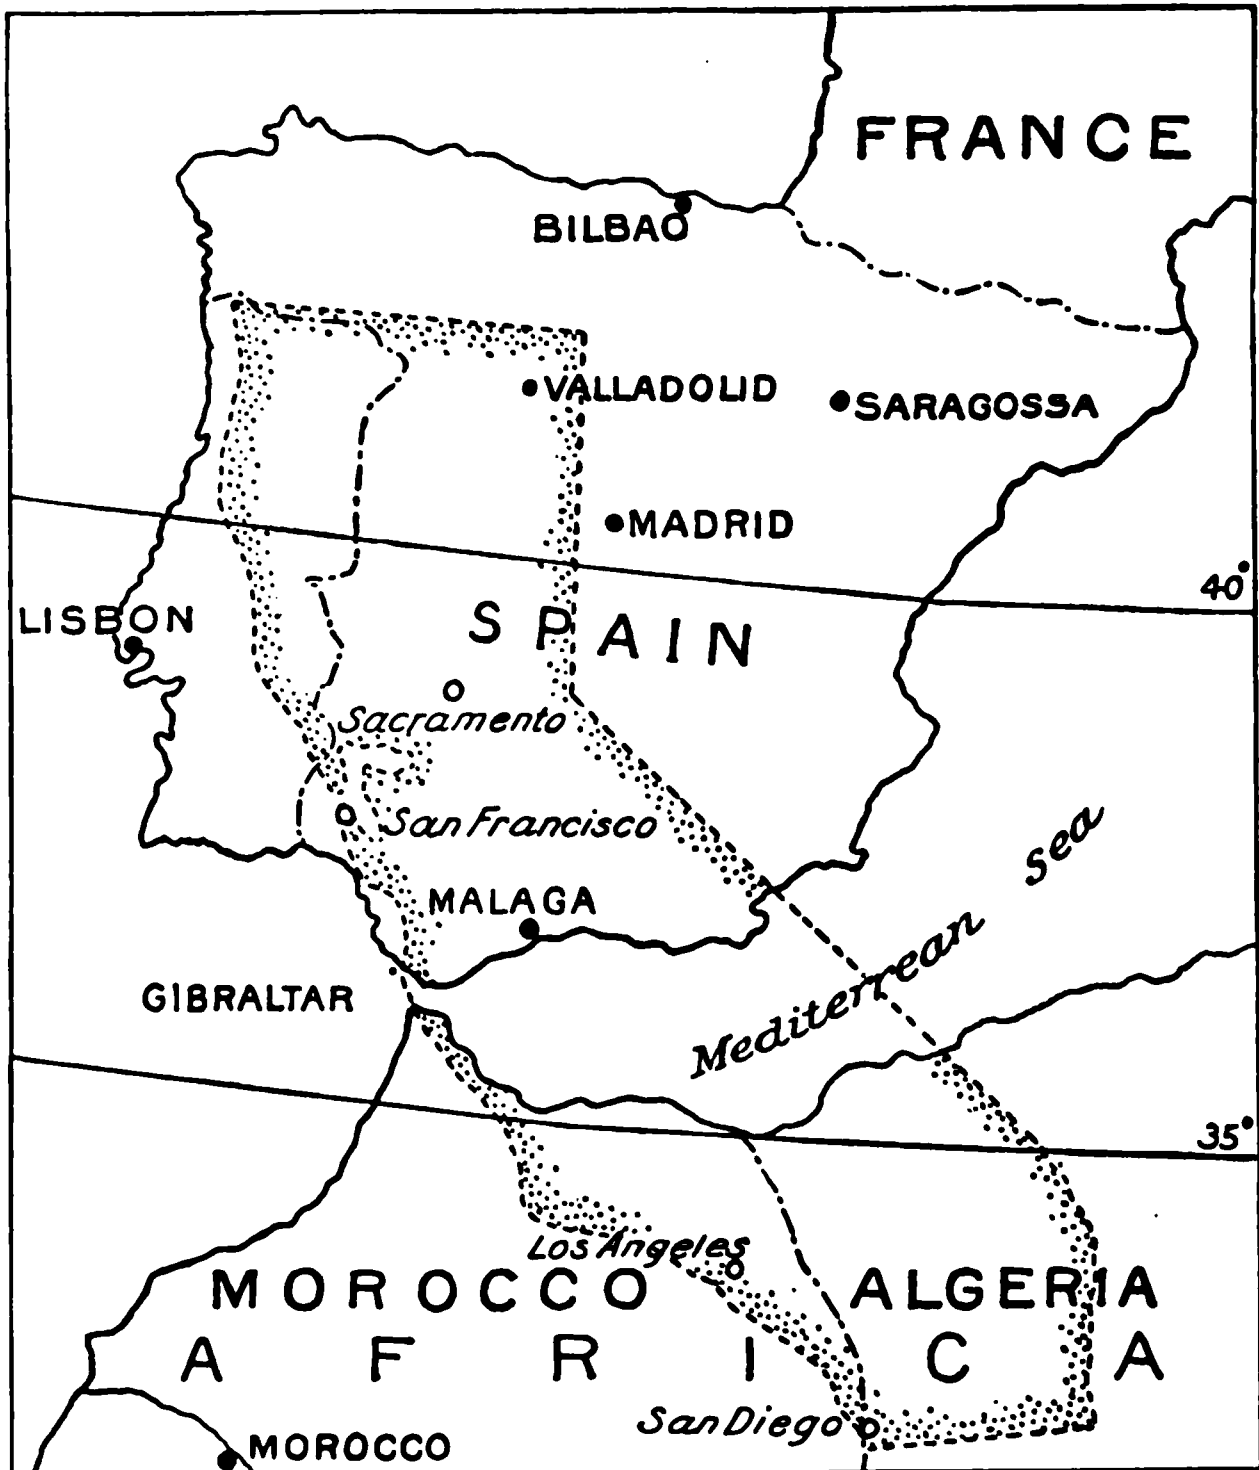 FRANCE
BILBAO
VALLADOLID
SARAGOSSA
MADRID
40°
LISBON
SPAIN
Sacramento
San Francisco
Sea
MALAGA
Mediterrean
GIBRALTAR
35°
Los Angeles
MOROCCO
ALGERIA
AFRICA
San Diego
MOROCCO